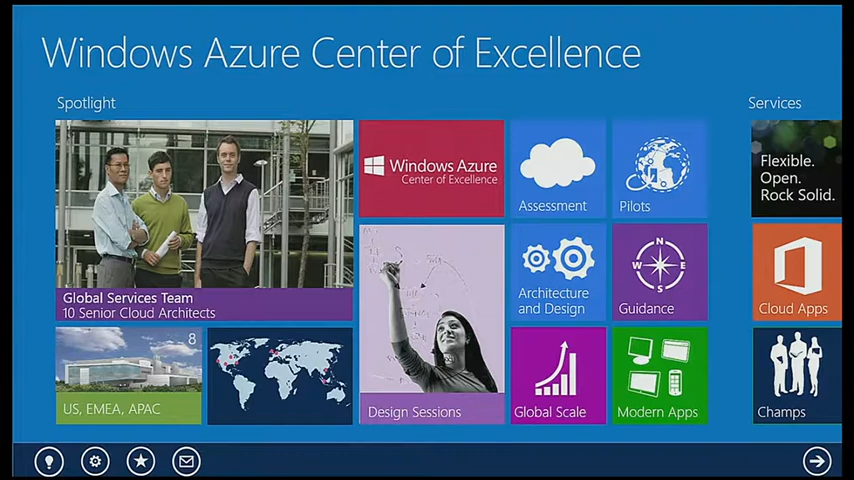 Windows Azure Center of Excellence
Spotlight
Services
Global Services Team
10 Senior Cloud Architects
8
US, EMEA, APAC
Windows Azure
Center of Excellence
Design Sessions
Assessment
Pilots
Architecture
and Design
N
W E
S
Guidance
Global Scale
Modern Apps
Flexible.
Open.
Rock Solid.
Cloud Apps
Champs